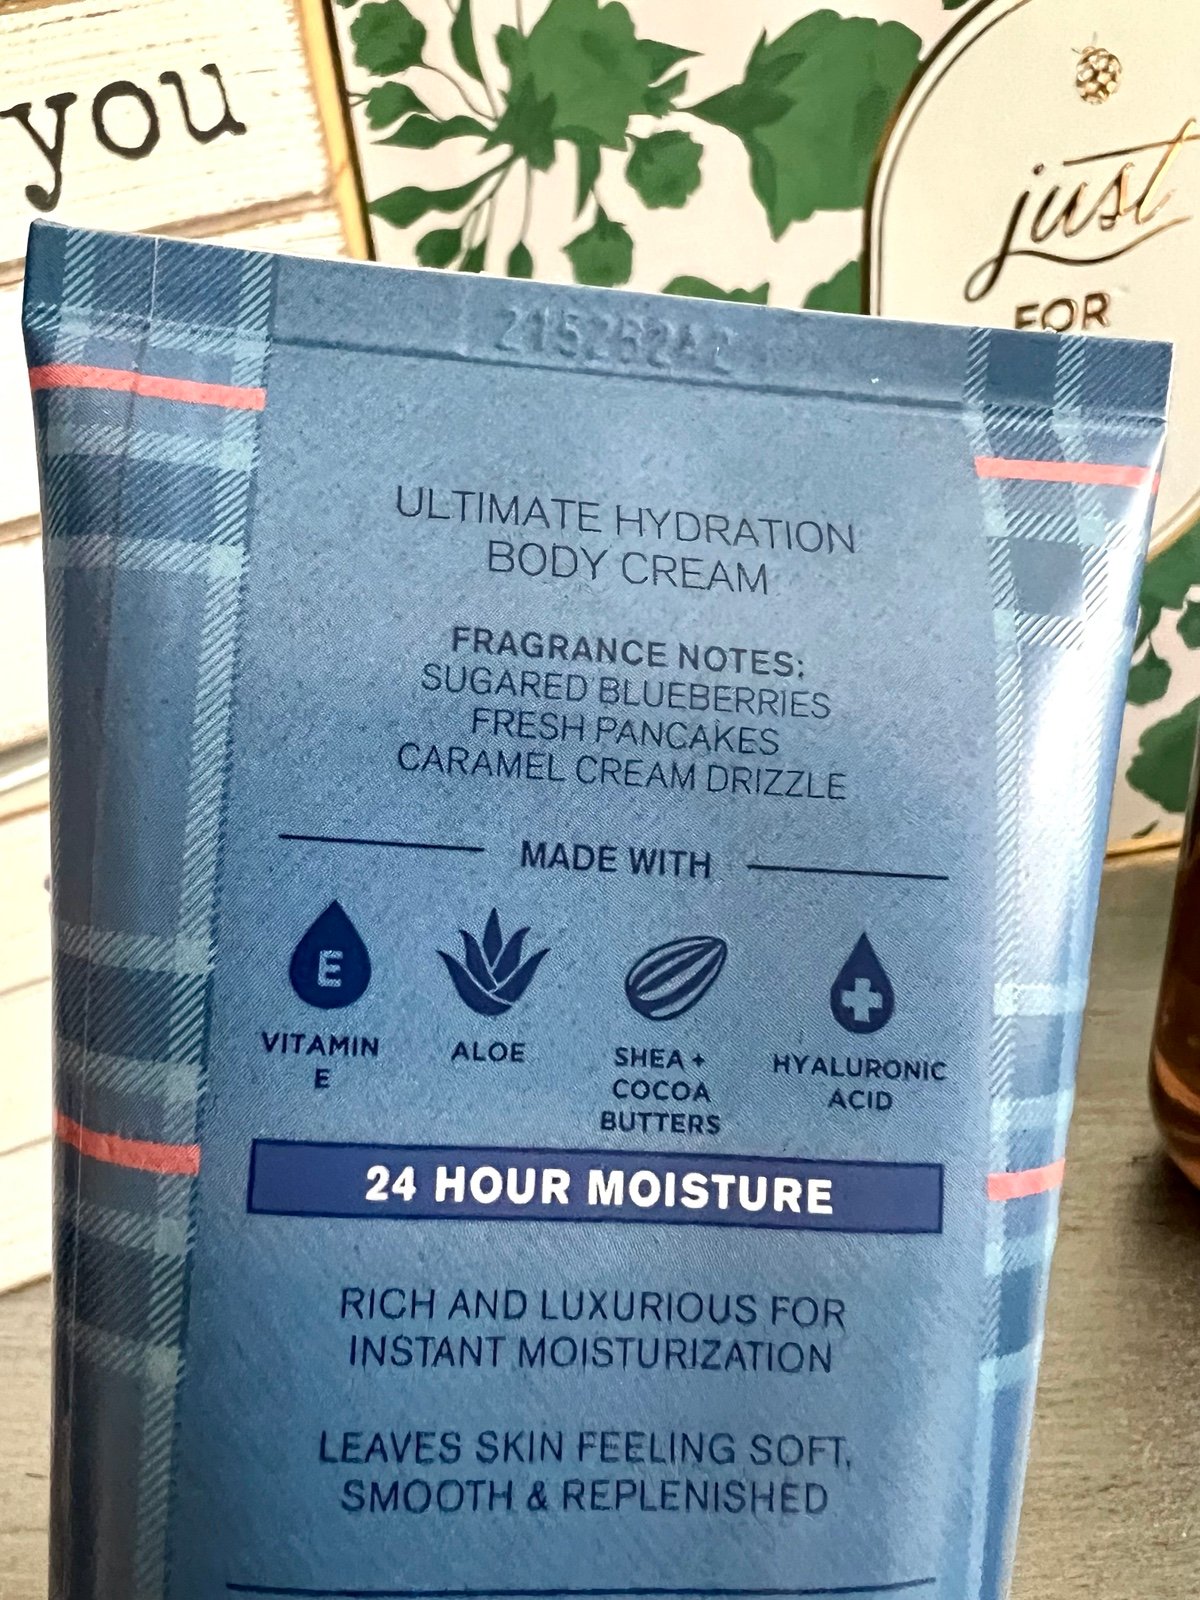 you
just
FOR
ULTIMATE HYDRATION
BODY CREAM
FRAGRANCE NOTES:
SUGARED BLUEBERRIES
FRESH PANCAKES
CARAMEL CREAM DRIZZLE
MADE WITH
E
VITAMIN
E
ALOE
SHEA +
COCOA
BUTTERS
HYALURONIC
ACID
24 HOUR MOISTURE
RICH AND LUXURIOUS FOR
INSTANT MOISTURIZATION
LEAVES SKIN FEELING SOFT,
SMOOTH & REPLENISHED